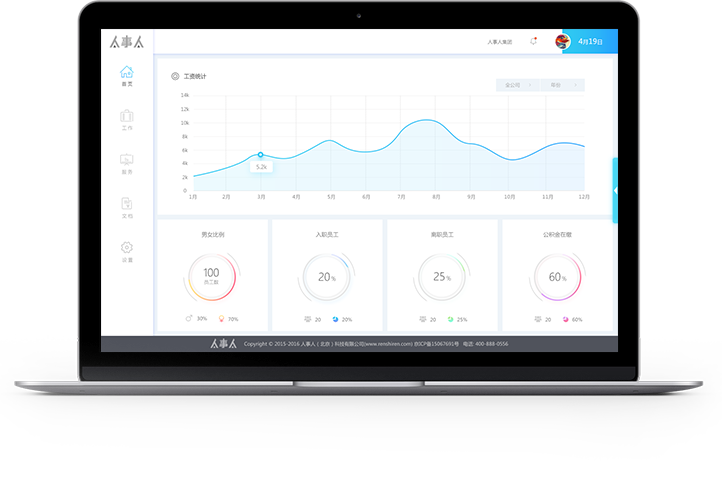 人事人
人事人集团
4月19日
首页
工作
服务
文档
设置
工资统计
全公司
年份
14k
12k
10k
8k
6k
4k
2k
0
5.2k
1月 2月 3月 4月 5月 6月 7月 8月 9月 10月 11月 12月
男女比例
100
员工数
30%
70%
入职员工
20%
20
20%
离职员工
25%
20
25%
公积金在缴
60%
20
60%
人事人
Copyright © 2015-2016 人事人（北京）科技有限公司(www.renshiren.com) 京ICP备15067691号 电话: 400-888-0556